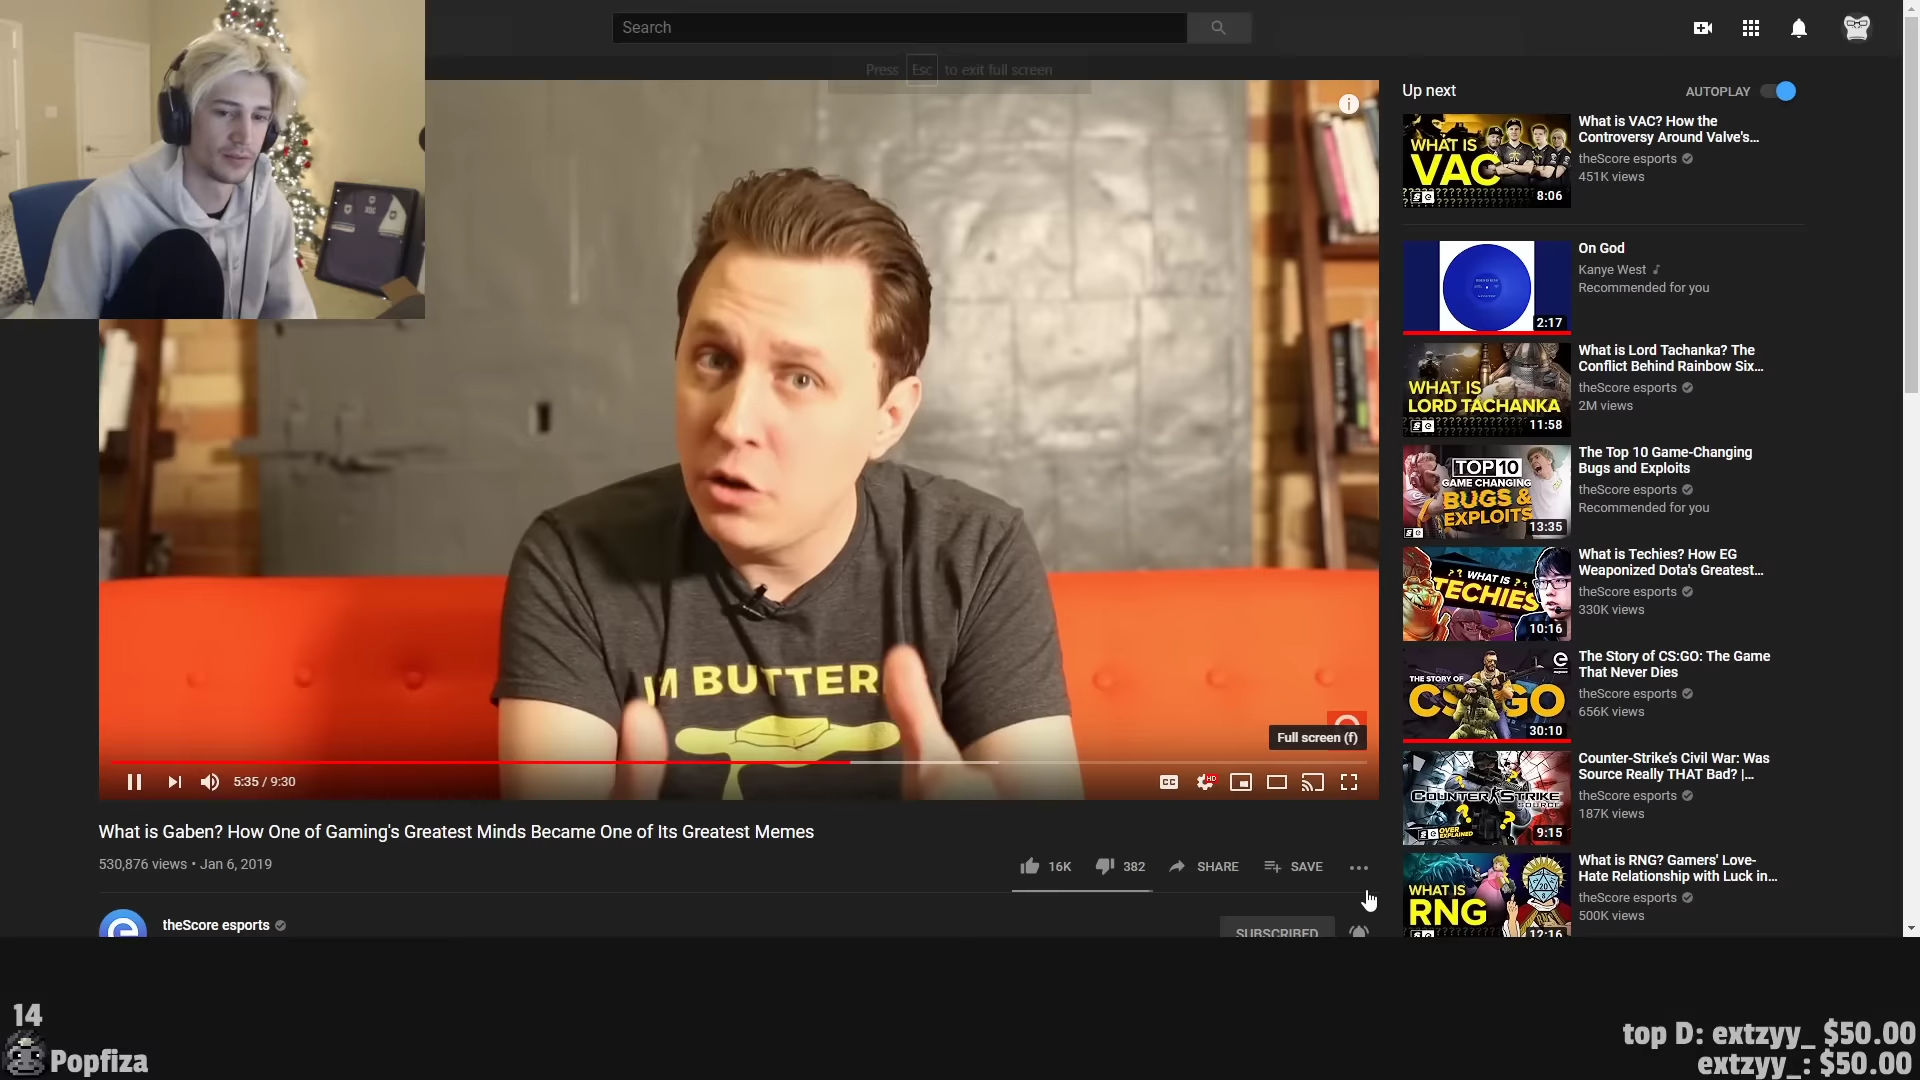 Search
Press Esc to exit full screen
I'M BUTTER
Full screen (f)
5:35 / 9:30
CC
HD
What is Gaben? How One of Gaming's Greatest Minds Became One of Its Greatest Memes
530,876 views • Jan 6, 2019
16K
382
SHARE
SAVE
theScore esports
SUBSCRIBED
Up next
AUTOPLAY
WHAT IS
VAC
8:06
What is VAC? How the
Controversy Around Valve's...
theScore esports
451K views
2:17
On God
Kanye West
Recommended for you
WHAT IS
LORD TACHANKA
11:58
What is Lord Tachanka? The
Conflict Behind Rainbow Six...
theScore esports
2M views
TOP 10
GAME CHANGING
BUGS &
EXPLOITS
13:35
The Top 10 Game-Changing
Bugs and Exploits
theScore esports
Recommended for you
?? WHAT IS ??
TECHIES
10:16
What is Techies? How EG
Weaponized Dota's Greatest...
theScore esports
330K views
THE STORY OF
CS:GO
30:10
The Story of CS:GO: The Game
That Never Dies
theScore esports
656K views
COUNTER STRIKE
SOURCE
OVER
EXPLAINED
9:15
Counter-Strike's Civil War: Was
Source Really THAT Bad? |...
theScore esports
187K views
WHAT IS
RNG
20
12:16
What is RNG? Gamers' Love-
Hate Relationship with Luck in...
theScore esports
500K views
14
Popfiza
top D: extzyy_ $50.00
extzyy_: $50.00